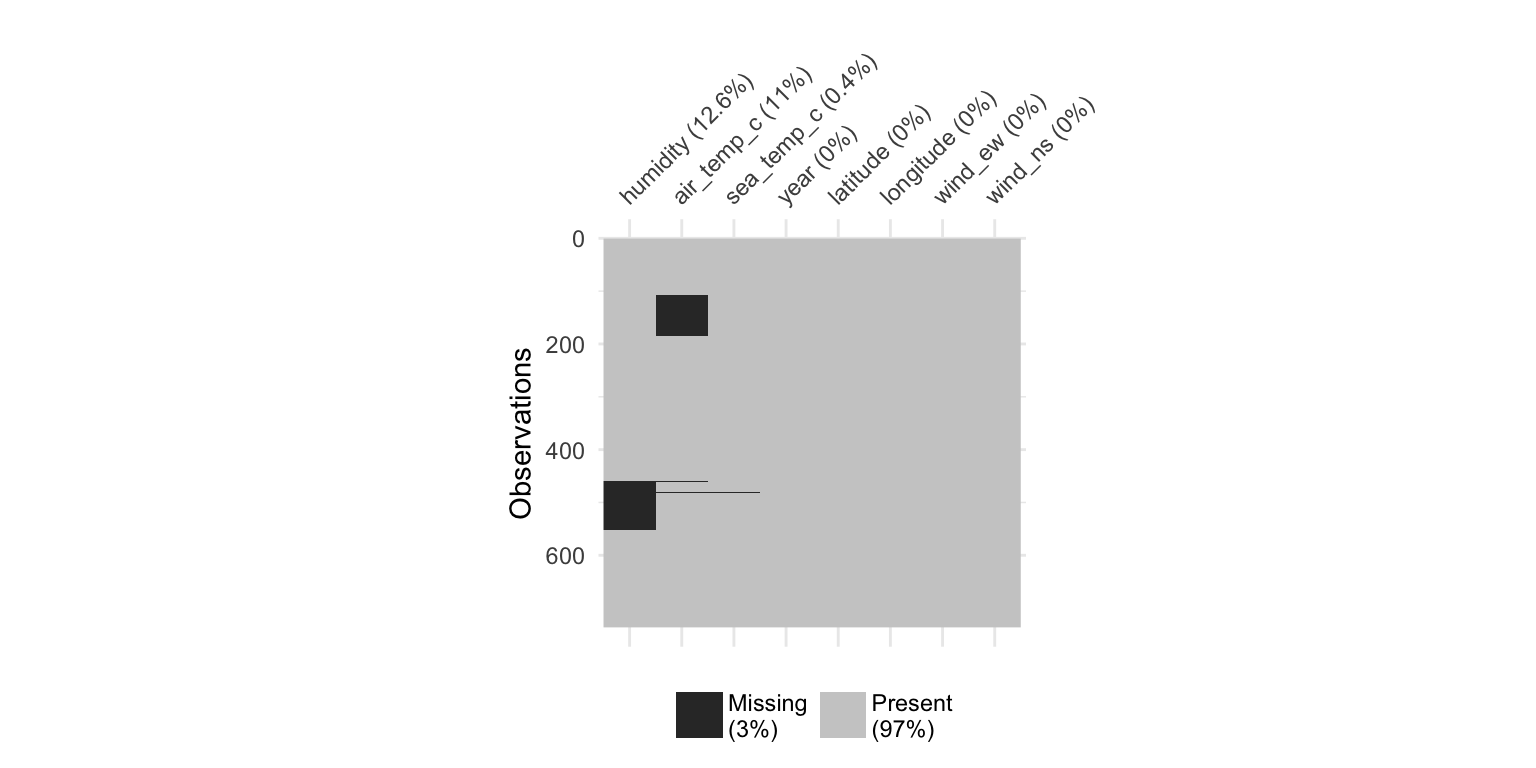 humidity (12.6%)
air_temp_c (11%)
sea_temp_c (0.4%)
year (0%)
latitude (0%)
longitude (0%)
wind_ew (0%)
wind_ns (0%)
0
200
400
600
Observations
Missing
(3%)
Present
(97%)